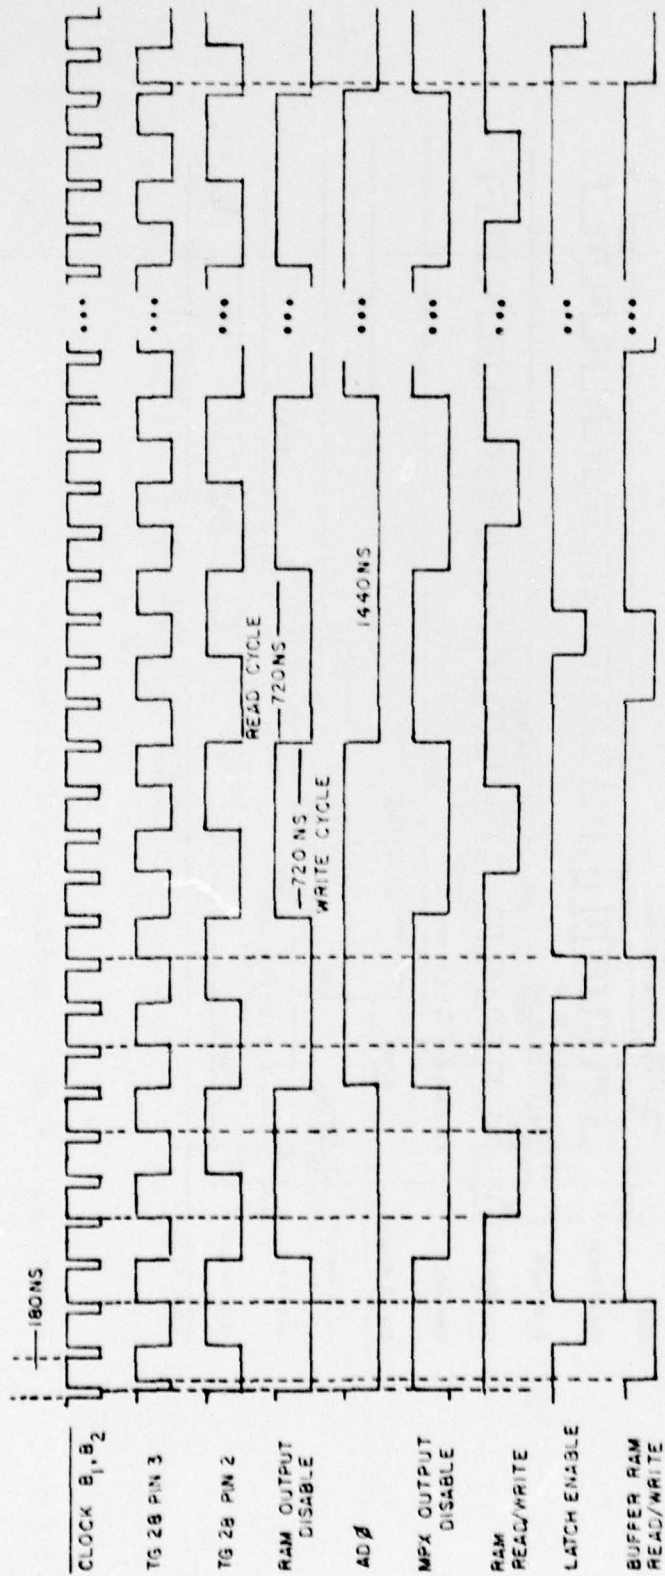 180NS
CLOCK B1, B2
TG 28 PIN 3
TG 28 PIN 2
RAM OUTPUT
DISABLE
ADØ
MPX OUTPUT
DISABLE
RAM
READ/WRITE
LATCH ENABLE
BUFFER RAM
READ/WRITE
720 NS
WRITE CYCLE
READ CYCLE
720NS
1440NS
...
...
...
...
...
...
...
...
...